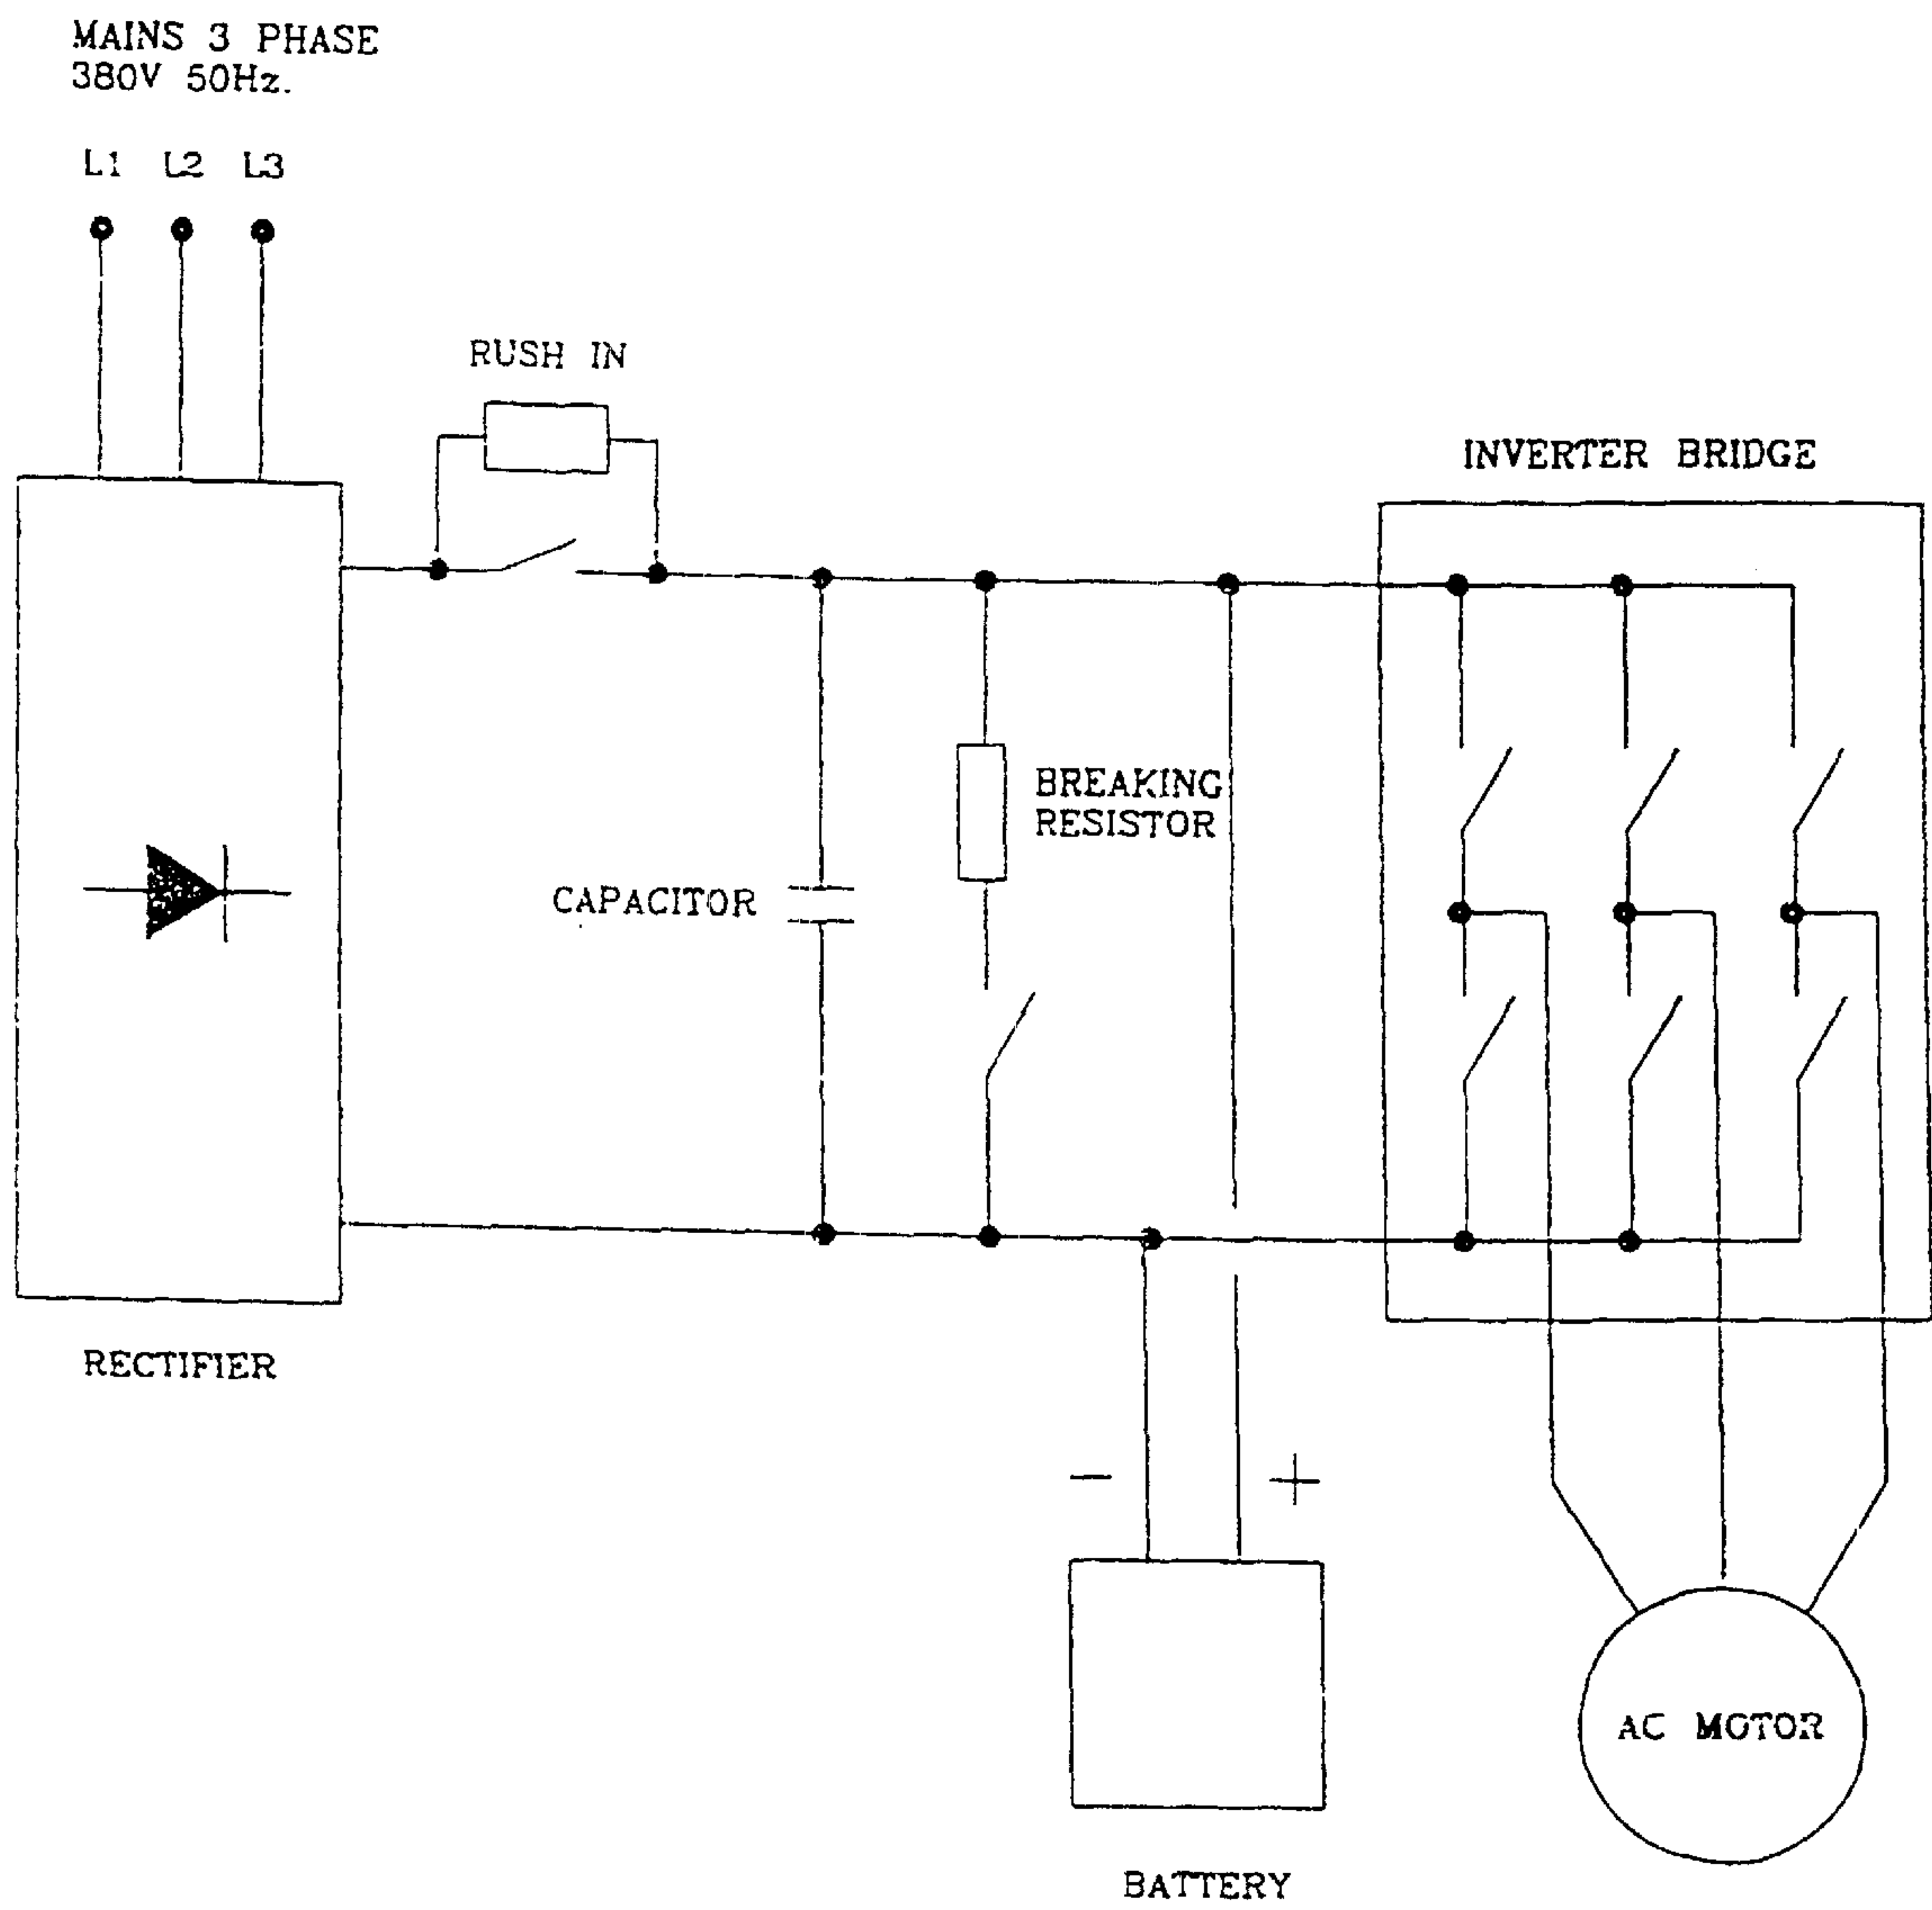 MAINS 3 PHASE
380V 50Hz.
L1 L2 L3
RUSH IN
INVERTER BRIDGE
BREAKING
RESISTOR
CAPACITOR
RECTIFIER
- +
AC MOTOR
BATTERY